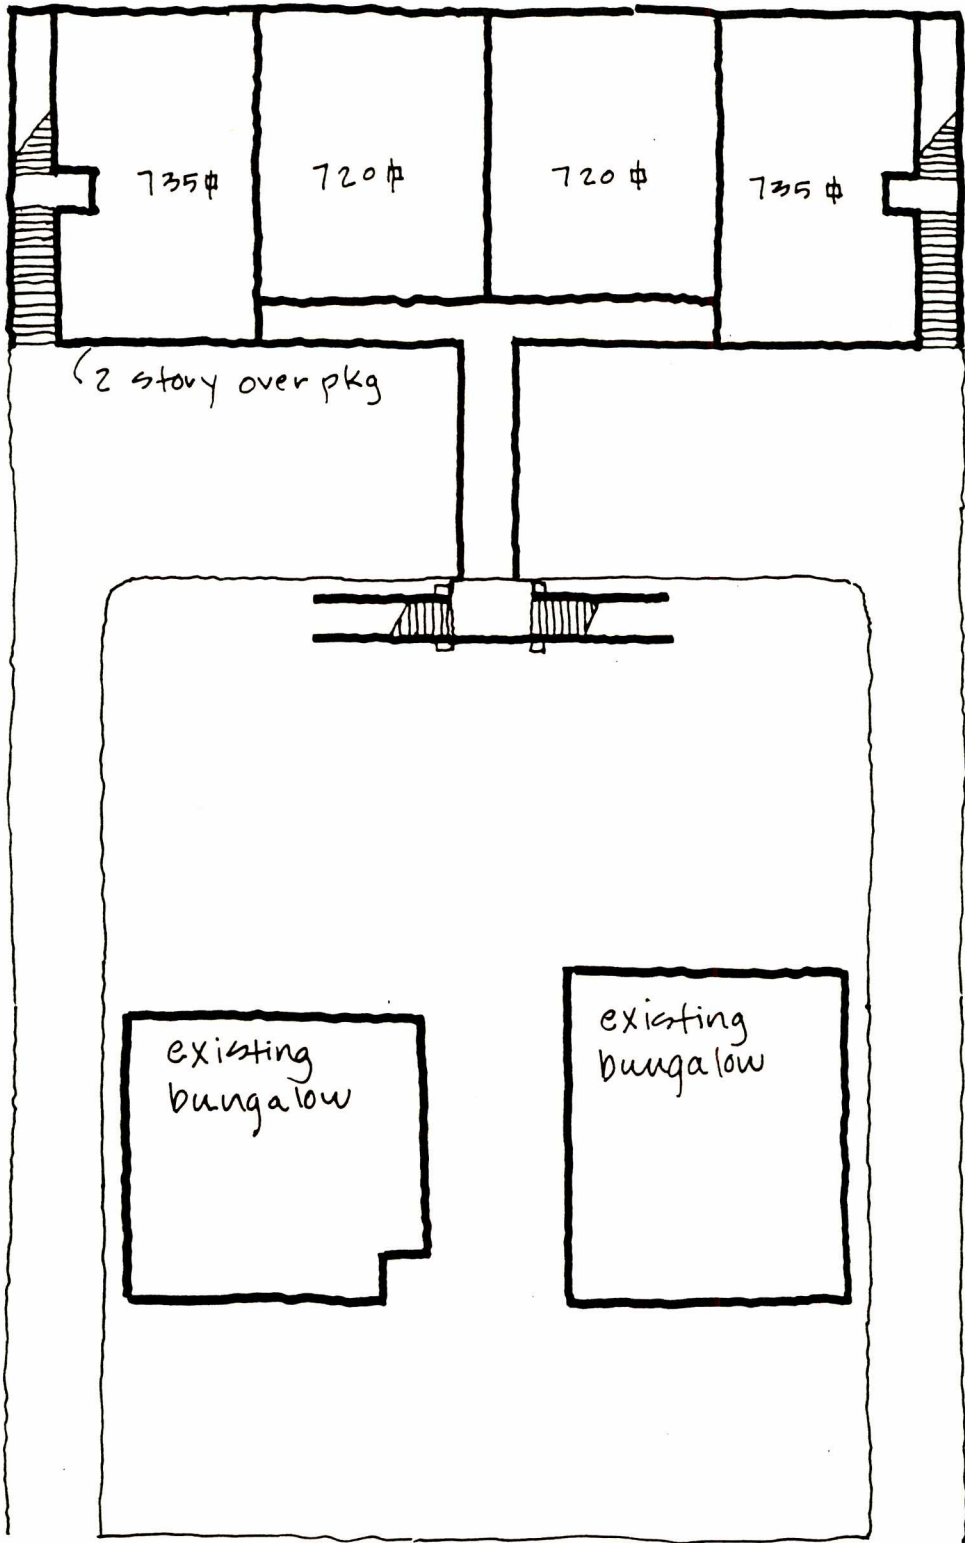 735⏍
720⏍
720⏍
735⏍
2 story over pkg
existing
bungalow
existing
bungalow